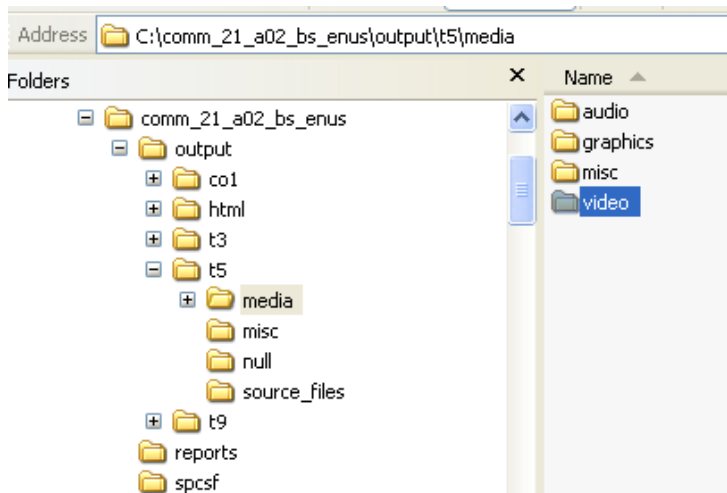 Address C:\comm_21_a02_bs_enus\output\t5\media
Folders
comm_21_a02_bs_enus
output
co1
html
t3
t5
media
misc
null
source_files
t9
reports
spcsf
Name
audio
graphics
misc
video